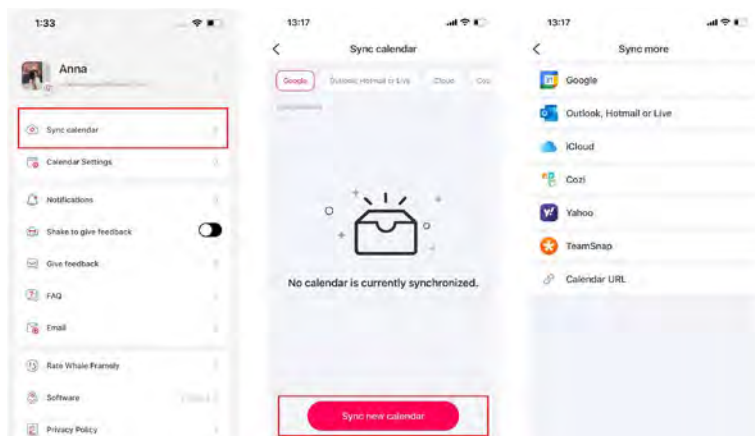 1:33
Anna
Sync calendar
Calendar Settings
Notifications
Shake to give feedback
Give feedback
FAQ
Email
Rate Whale Framely
Software
Privacy Policy
13:17
Sync calendar
Google Outlook, Hotmail or Live iCloud Cozi
No calendar is currently synchronized.
Sync new calendar
13:17
Sync more
Google
Outlook, Hotmail or Live
iCloud
Cozi
Yahoo
TeamSnap
Calendar URL